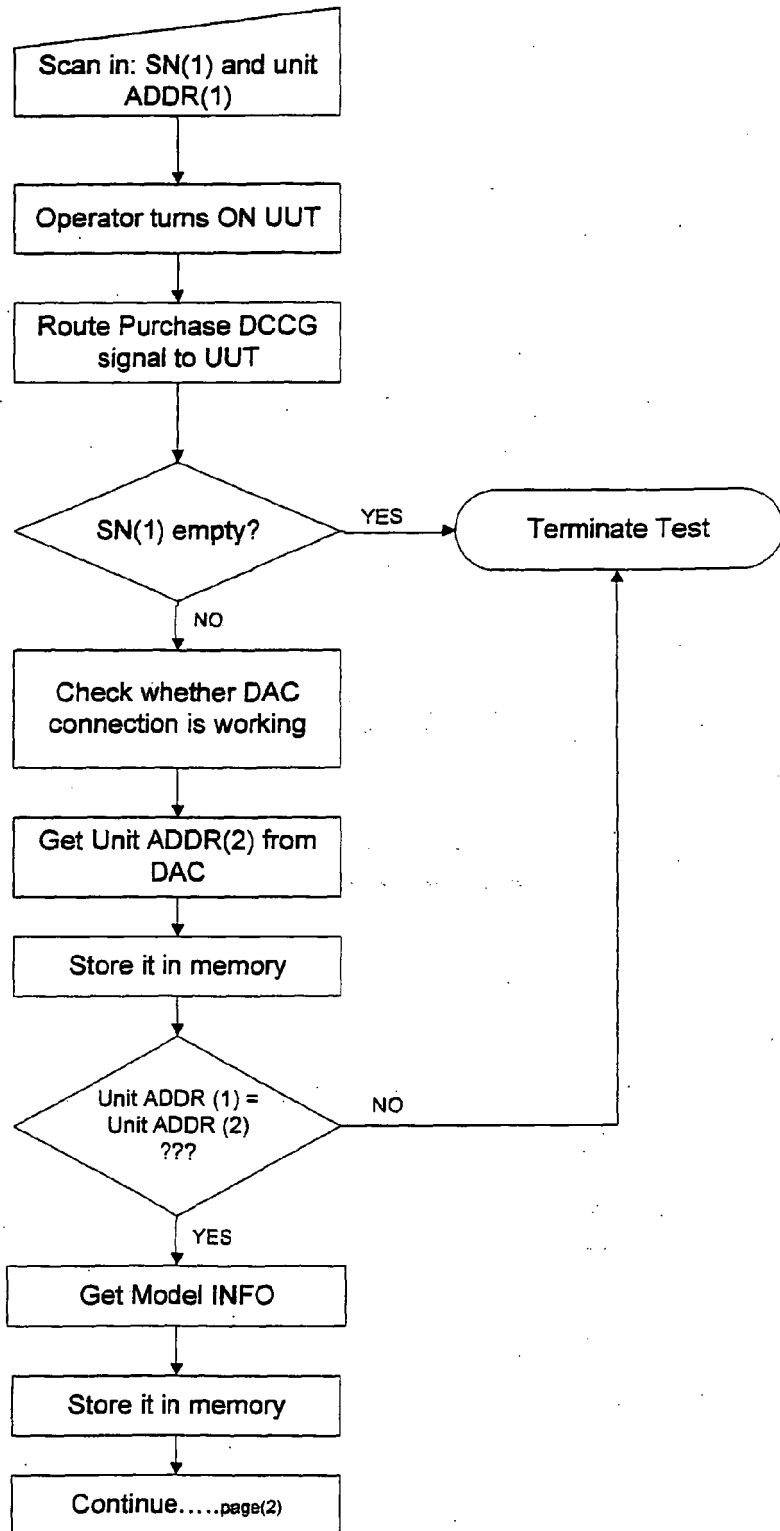 Scan in: SN(1) and unit
ADDR(1)
Operator turns ON UUT
Route Purchase DCCG
signal to UUT
SN(1) empty?
YES
Terminate Test
NO
Check whether DAC
connection is working
Get Unit ADDR(2) from
DAC
Store it in memory
Unit ADDR (1) =
Unit ADDR (2)
???
NO
YES
Get Model INFO
Store it in memory
Continue.....page(2)